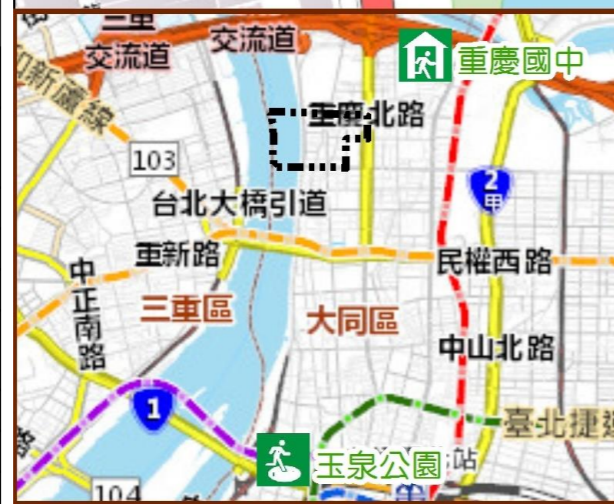 三重
交流道
交流道
重慶國中
和新蘆線
重慶北路
103
2
甲
台北大橋引道
重新路
民權西路
中正南路
三重區
大同區
中山北路
1
臺北捷運
玉泉公園
站
104
路